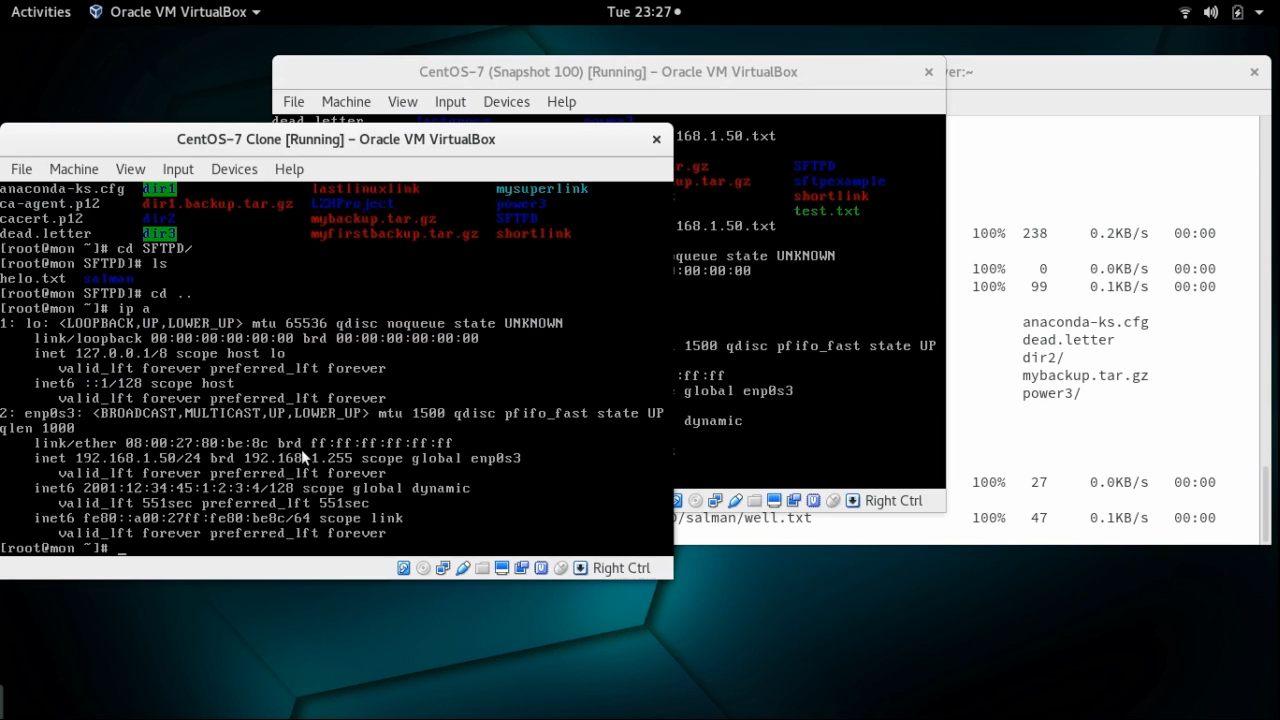 Activities Oracle VM VirtualBox Tue 23:27
CentOS-7 (Snapshot 100) [Running] – Oracle VM VirtualBox
ver:~
File Machine View Input Devices Help
dead.letter
168.1.50.txt
r.gz SFTPD
up.tar.gz sftpexample
shortlink
test.txt
168.1.50.txt
queue state UNKNOWN
:00:00:00
1500 qdisc pfifo_fast state UP
:ff:ff
e global enp0s3
dynamic
Right Ctrl
100% 238 0.2KB/s 00:00
100% 0 0.0KB/s 00:00
100% 99 0.1KB/s 00:00
anaconda-ks.cfg
dead.letter
dir2/
mybackup.tar.gz
power3/
100% 27 0.0KB/s 00:00
D/salman/well.txt 100% 47 0.1KB/s 00:00
CentOS-7 Clone [Running] – Oracle VM VirtualBox
File Machine View Input Devices Help
anaconda-ks.cfg dir1 lastlinuxlink mysuperlink
ca-agent.p12 dir1.backup.tar.gz LZHProject power3
cacert.p12 dir2 mybackup.tar.gz SFTPD
dead.letter dir3 myfirstbackup.tar.gz shortlink
[root@mon ~]# cd SFTPD/
[root@mon SFTPD]# ls
helo.txt salman
[root@mon SFTPD]# cd ..
[root@mon ~]# ip a
1: lo: <LOOPBACK,UP,LOWER_UP> mtu 65536 qdisc noqueue state UNKNOWN
link/loopback 00:00:00:00:00:00 brd 00:00:00:00:00:00
inet 127.0.0.1/8 scope host lo
valid_lft forever preferred_lft forever
inet6 ::1/128 scope host
valid_lft forever preferred_lft forever
2: enp0s3: <BROADCAST,MULTICAST,UP,LOWER_UP> mtu 1500 qdisc pfifo_fast state UP
qlen 1000
link/ether 08:00:27:80:be:8c brd ff:ff:ff:ff:ff:ff
inet 192.168.1.50/24 brd 192.168.1.255 scope global enp0s3
valid_lft forever preferred_lft forever
inet6 2001:12:34:45:1:2:3:4/128 scope global dynamic
valid_lft 551sec preferred_lft 551sec
inet6 fe80::a00:27ff:fe80:be8c/64 scope link
valid_lft forever preferred_lft forever
[root@mon ~]# _
Right Ctrl